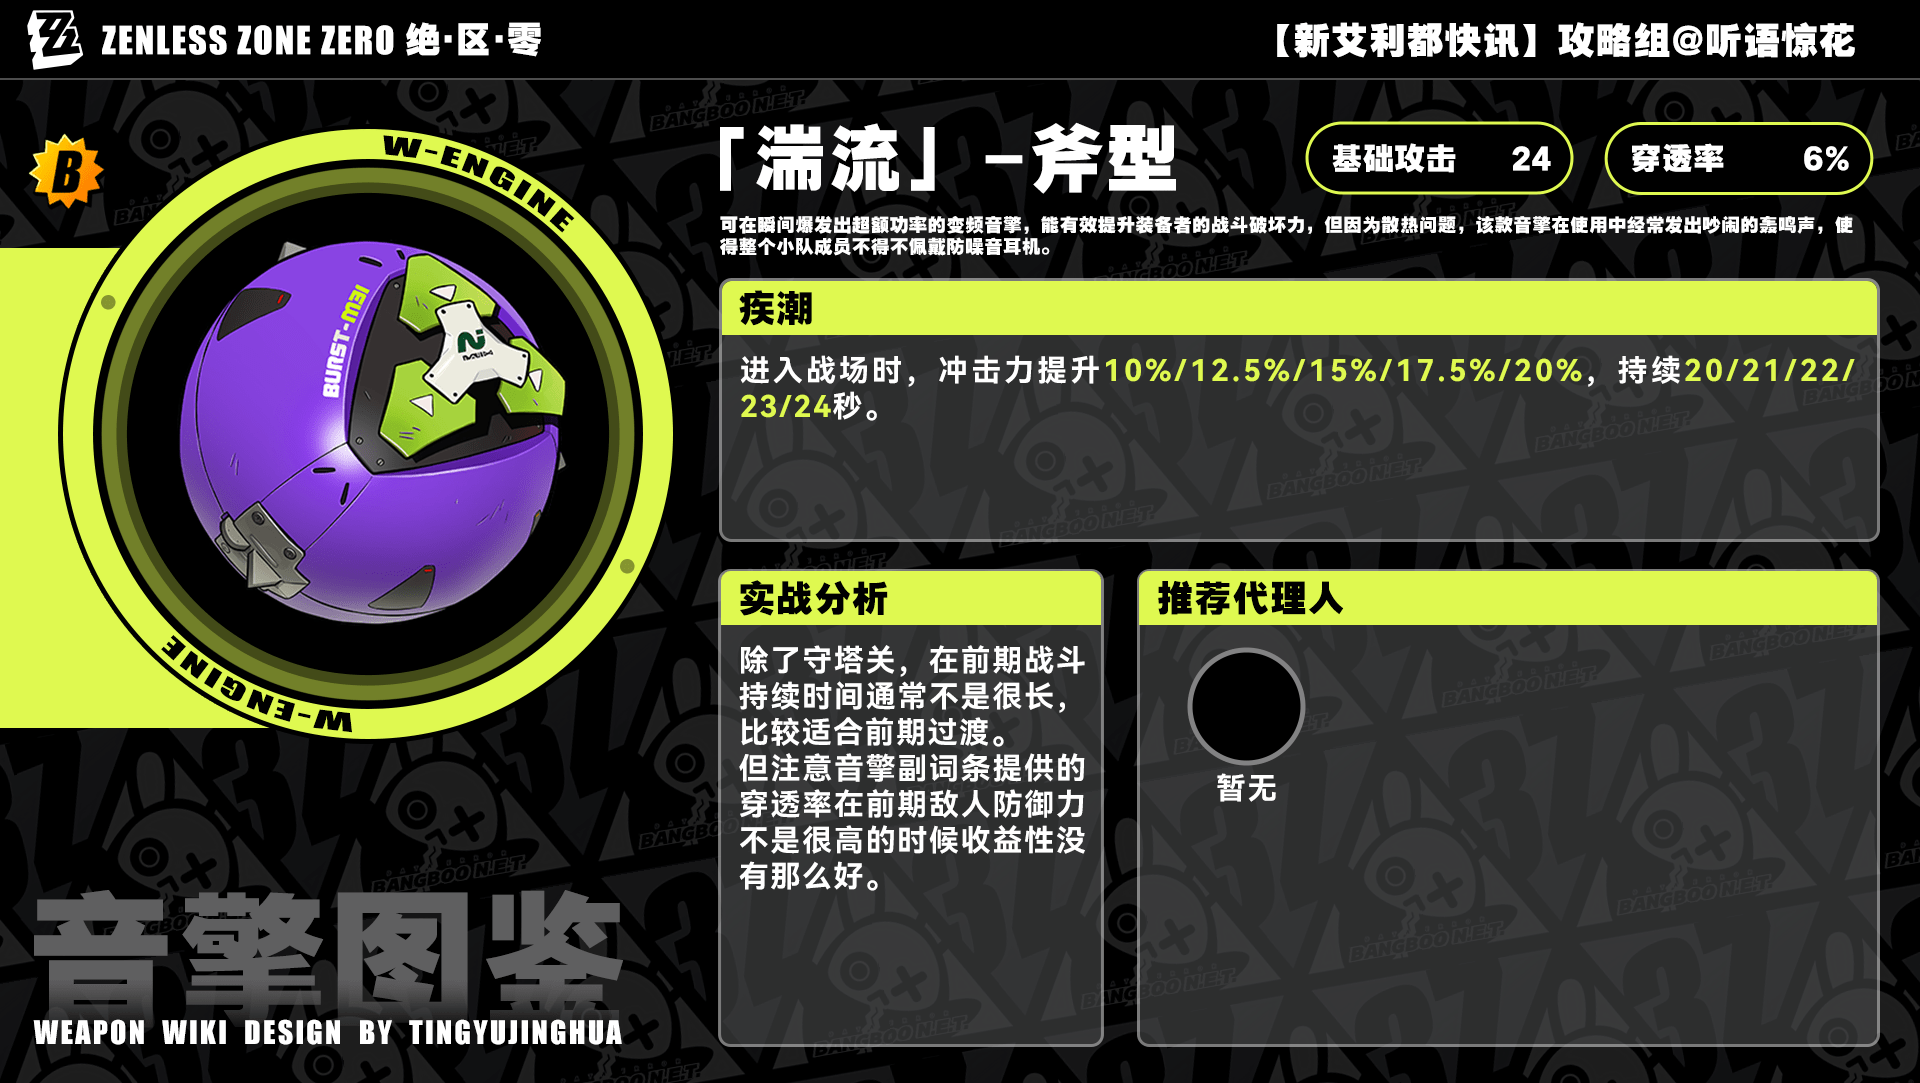 ZENLESS ZONE ZERO 绝·区·零
【新艾利都快讯】攻略组@听语惊花
B
W-ENGINE
BURST-M31
W-ENGINE
「湍流」-斧型
基础攻击 24
穿透率 6%
可在瞬间爆发出超额功率的变频音擎，能有效提升装备者的战斗破坏力，但因为散热问题，该款音擎在使用中经常发出吵闹的轰鸣声，使
得整个小队成员不得不佩戴防噪音耳机。
疾潮
进入战场时，冲击力提升10%/12.5%/15%/17.5%/20%，持续20/21/22/
23/24秒。
实战分析
除了守塔关，在前期战斗
持续时间通常不是很长，
比较适合前期过渡。
但注意音擎副词条提供的
穿透率在前期敌人防御力
不是很高的时候收益性没
有那么好。
推荐代理人
暂无
音擎图鉴
WEAPON WIKI DESIGN BY TINGYUJINGHUA
BANGBOO N.E.T.